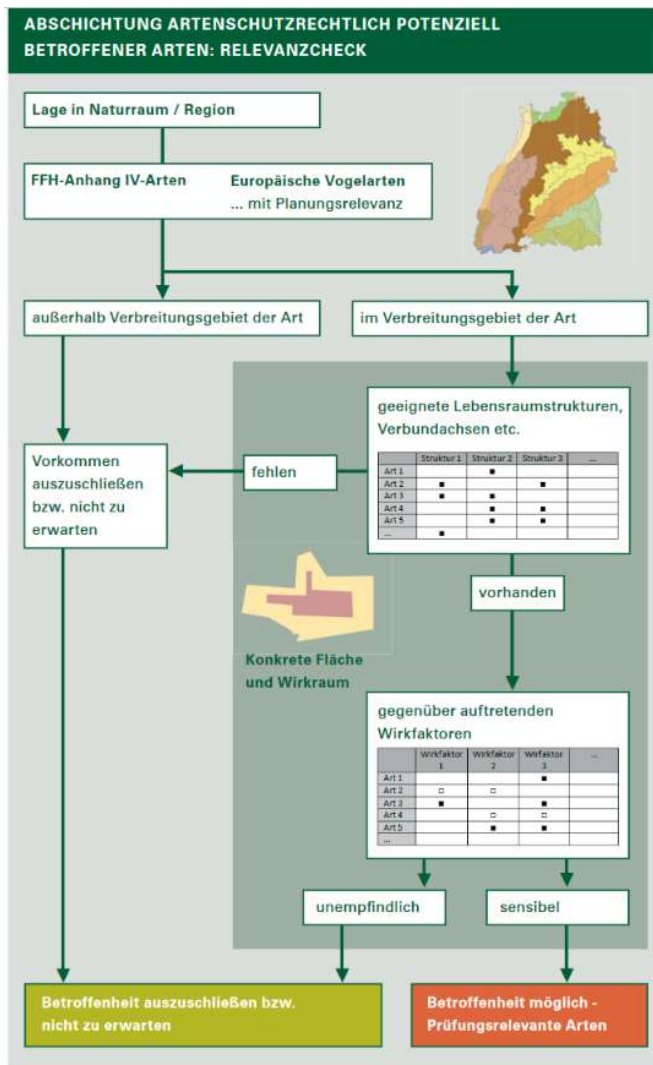 ABSCHICHTUNG ARTENSCHUTZRECHTLICH POTENZIELL
BETROFFENER ARTEN: RELEVANZCHECK
Lage in Naturraum / Region
FFH-Anhang IV-Arten
Europäische Vogelarten
... mit Planungsrelevanz
außerhalb Verbreitungsgebiet der Art
im Verbreitungsgebiet der Art
geeignete Lebensraumstrukturen,
Verbundachsen etc.
Struktur 1 Struktur 2 Struktur 3 ...
Art 1 ■
Art 2 ■ ■
Art 3 ■ ■
Art 4 ■ ■
Art 5 ■ ■
... ■
fehlen
Vorkommen
auszuschließen
bzw. nicht zu
erwarten
vorhanden
Konkrete Fläche
und Wirkraum
gegenüber auftretenden
Wirkfaktoren
Wirkfaktor 1 Wirkfaktor 2 Wirfaktor 3 ...
Art 1 ■
Art 2 □ □
Art 3 ■ ■
Art 4 □ □
Art 5 ■ ■
...
unempfindlich
sensibel
Betroffenheit auszuschließen bzw.
nicht zu erwarten
Betroffenheit möglich -
Prüfungsrelevante Arten